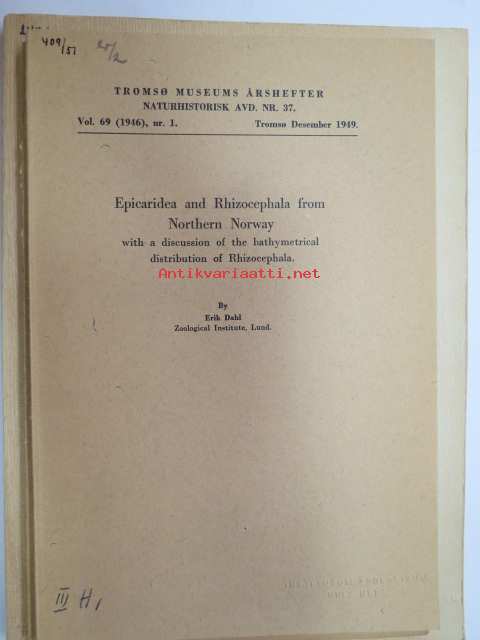 409/51
TROMSØ MUSEUMS ÅRSHEFTER
NATURHISTORISK AVD. NR. 37.
Vol. 69 (1946), nr. 1. Tromsø Desember 1949.
Epicaridea and Rhizocephala from
Northern Norway
with a discussion of the bathymetrical
distribution of Rhizocephala.
Antikvariaatti.net
By
Erik Dahl
Zoological Institute, Lund.
III H,